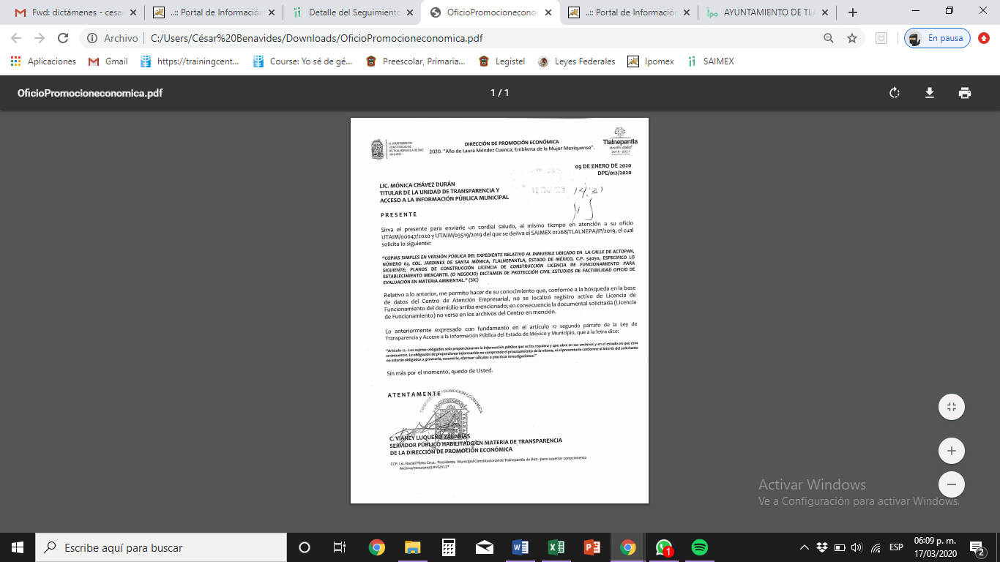 Fwd: dictámenes - cesar
..:: Portal de Información
Detalle del Seguimiento
OficioPromocionecono
..:: Portal de Información
AYUNTAMIENTO DE TLA
Archivo
C:/Users/César%20Benavides/Downloads/OficioPromocioneconomica.pdf
En pausa
Aplicaciones
Gmail
https://trainingcent...
Course: Yo sé de gé...
Preescolar, Primaria...
Legistel
Leyes Federales
Ipomex
SAIMEX
OficioPromocioneconomica.pdf
1 / 1
H. AYUNTAMIENTO
CONSTITUCIONAL
DE TLALNEPANTLA DE BAZ
2019-2021
DIRECCIÓN DE PROMOCIÓN ECONÓMICA
2020. "Año de Laura Méndez Cuenca; Emblema de la Mujer Mexiquense".
Tlalnepantla
Nuestra ciudad
2019 - 2021
09 DE ENERO DE 2020
DPE/012/2020
LIC. MÓNICA CHÁVEZ DURÁN
TITULAR DE LA UNIDAD DE TRANSPARENCIA Y
ACCESO A LA INFORMACIÓN PÚBLICA MUNICIPAL
P R E S E N T E
Sirva el presente para enviarle un cordial saludo, al mismo tiempo en atención a su oficio
UTAIM/00047/2020 y UTAIM/03519/2019 del que se deriva el SAIMEX 01268/TLALNEPA/IP/2019, el cual
solicita lo siguiente:
"COPIAS SIMPLES EN VERSIÓN PÚBLICA DEL EXPEDIENTE RELATIVO AL INMUEBLE UBICADO EN LA CALLE DE ACTOPAN,
NÚMERO 62, COL. JARDINES DE SANTA MÓNICA, TLALNEPANTLA, ESTADO DE MÉXICO, C.P. 54050, ESPECIFICO LO
SIGUIENTE; PLANOS DE CONSTRUCCIÓN LICENCIA DE CONSTRUCCIÓN LICENCIA DE FUNCIONAMIENTO PARA
ESTABLECIMIENTO MERCANTIL (O NEGOCIO) DICTAMEN DE PROTECCIÓN CIVIL ESTUDIOS DE FACTIBILIDAD OFICIO DE
EVALUACIÓN EN MATERIA AMBIENTAL." (SIC)
Relativo a lo anterior, me permito hacer de su conocimiento que, conforme a la búsqueda en la base
de datos del Centro de Atención Empresarial, no se localizó registro activo de Licencia de
Funcionamiento del domicilio arriba mencionado; en consecuencia la documental solicitada (Licencia
de Funcionamiento) no versa en los archivos del Centro en mención.
Lo anteriormente expresado con fundamento en el artículo 12 segundo párrafo de la Ley de
Transparencia y Acceso a la Información Pública del Estado de México y Municipio, que a la letra dice:
"Artículo 12.- Los sujetos obligados solo proporcionaran la información pública que se les requiera y que obre en sus archivos y en el estado en que esta
se encuentre. La obligación de proporcionar información no comprende el procesamiento de la misma, ni el presentarla conforme al interés del solicitante
no estarán obligados a generarla, resumirla, efectuar cálculos o practicar investigaciones."
Sin más por el momento, quedo de Usted.
A T E N T A M E N T E
C. VIANEY LUQUEÑO ZACARIAS
SERVIDOR PÚBLICO HABILITADO EN MATERIA DE TRANSPARENCIA
DE LA DIRECCIÓN DE PROMOCIÓN ECONÓMICA
CCP. Lic. Raciel Pérez Cruz.- Presidente Municipal Constitucional de Tlalnepantla de Baz.- para superior conocimiento
Archivo/minutario/LRVG/VLZ*
Activar Windows
Ve a Configuración para activar Windows.
Escribe aquí para buscar
1
ESP
06:09 p. m.
17/03/2020
2